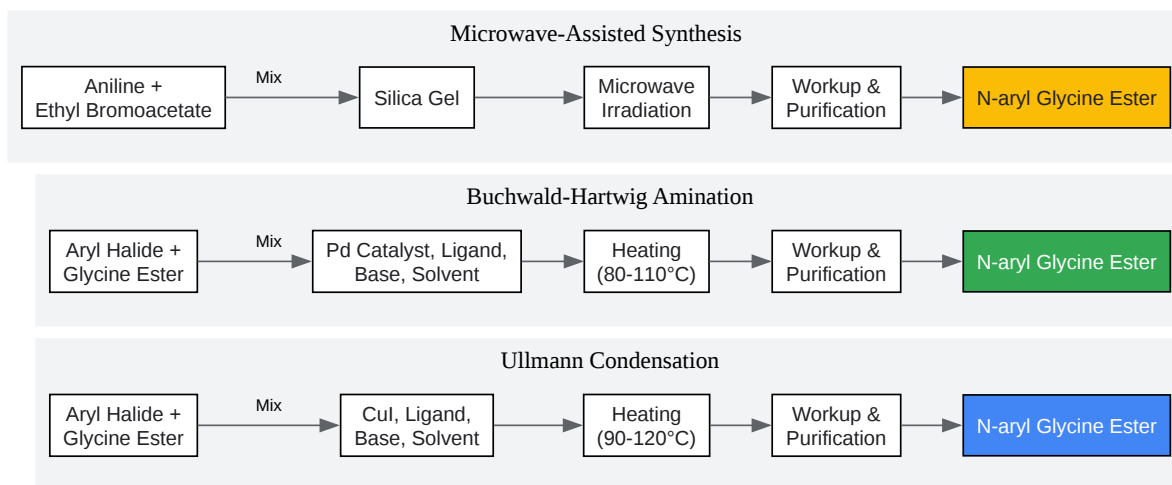 Microwave-Assisted Synthesis
Aniline +
Ethyl Bromoacetate
Mix
Silica Gel
Microwave
Irradiation
Workup &
Purification
N-aryl Glycine Ester
Buchwald-Hartwig Amination
Aryl Halide +
Glycine Ester
Mix
Pd Catalyst, Ligand,
Base, Solvent
Heating
(80-110°C)
Workup &
Purification
N-aryl Glycine Ester
Ullmann Condensation
Aryl Halide +
Glycine Ester
Mix
CuI, Ligand,
Base, Solvent
Heating
(90-120°C)
Workup &
Purification
N-aryl Glycine Ester